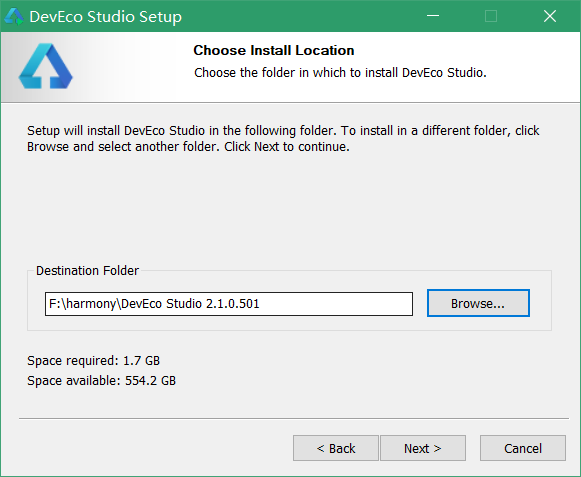 DevEco Studio Setup
Choose Install Location
Choose the folder in which to install DevEco Studio.
Setup will install DevEco Studio in the following folder. To install in a different folder, click
Browse and select another folder. Click Next to continue.
Destination Folder
F:\harmony\DevEco Studio 2.1.0.501
Browse...
Space required: 1.7 GB
Space available: 554.2 GB
< Back
Next >
Cancel